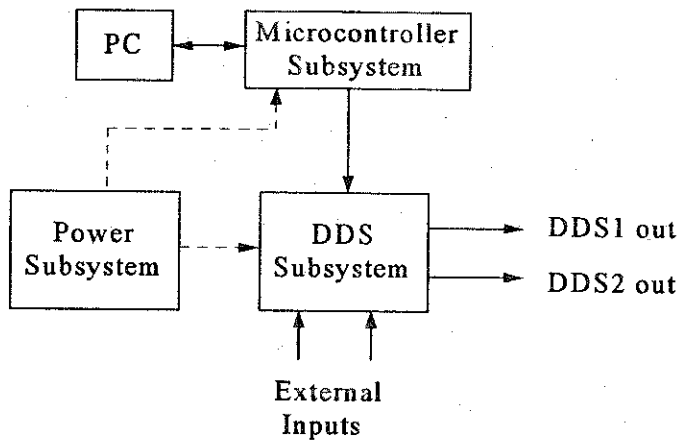 PC
Microcontroller
Subsystem
Power
Subsystem
DDS
Subsystem
DDS1 out
DDS2 out
External
Inputs